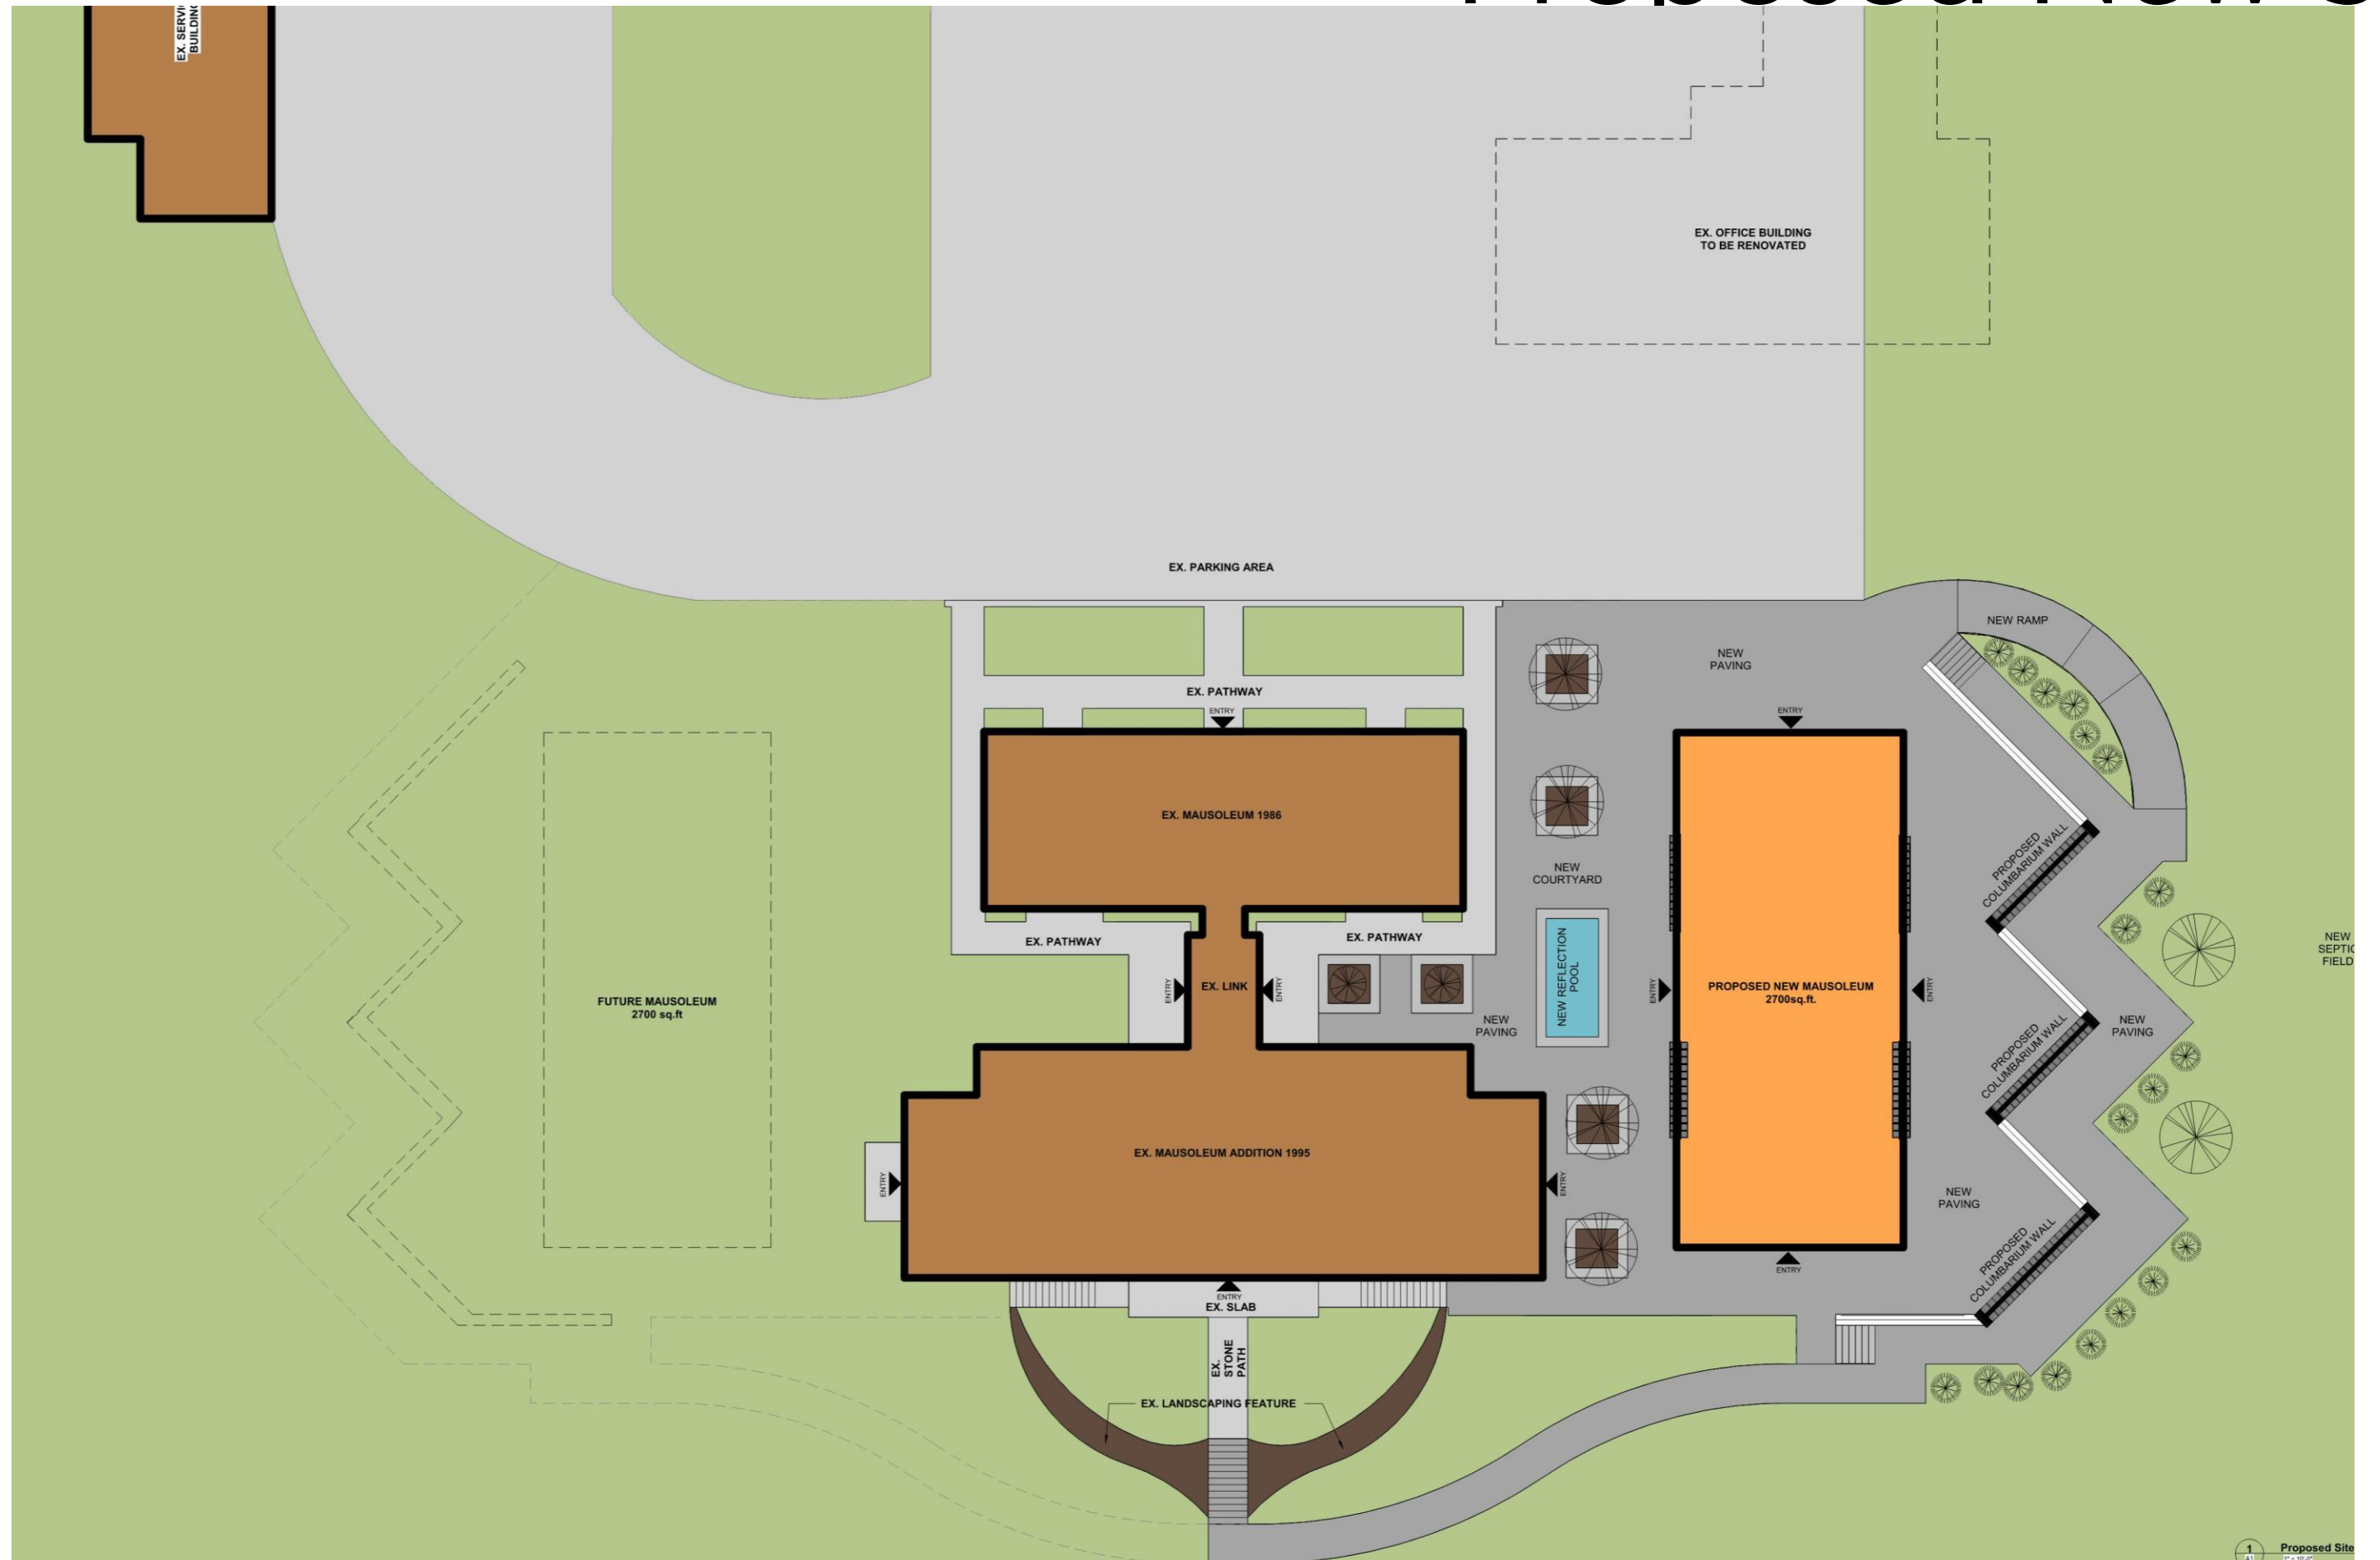 EX. OFFICE BUILDING
TO BE RENOVATED
EX. PARKING AREA
NEW RAMP
NEW
PAVING
EX. PATHWAY
ENTRY
ENTRY
EX. MAUSOLEUM 1986
PROPOSED
COLUMBARIUM WALL
NEW
COURTYARD
EX. PATHWAY
EX. PATHWAY
NEW REFLECTION
POOL
NEW
FIELD
ENTRY
EX. LINK
ENTRY
ENTRY
PROPOSED NEW MAUSOLEUM
2700sq.ft.
ENTRY
FUTURE MAUSOLEUM
2700 sq.ft
NEW
PAVING
PROPOSED
COLUMBARIUM WALL
NEW
PAVING
EX. MAUSOLEUM ADDITION 1995
ENTRY
ENTRY
NEW
PAVING
PROPOSED
COLUMBARIUM WALL
ENTRY
ENTRY
EX. SLAB
EX.
STONE
PATH
EX. LANDSCAPING FEATURE
1
Proposed Site